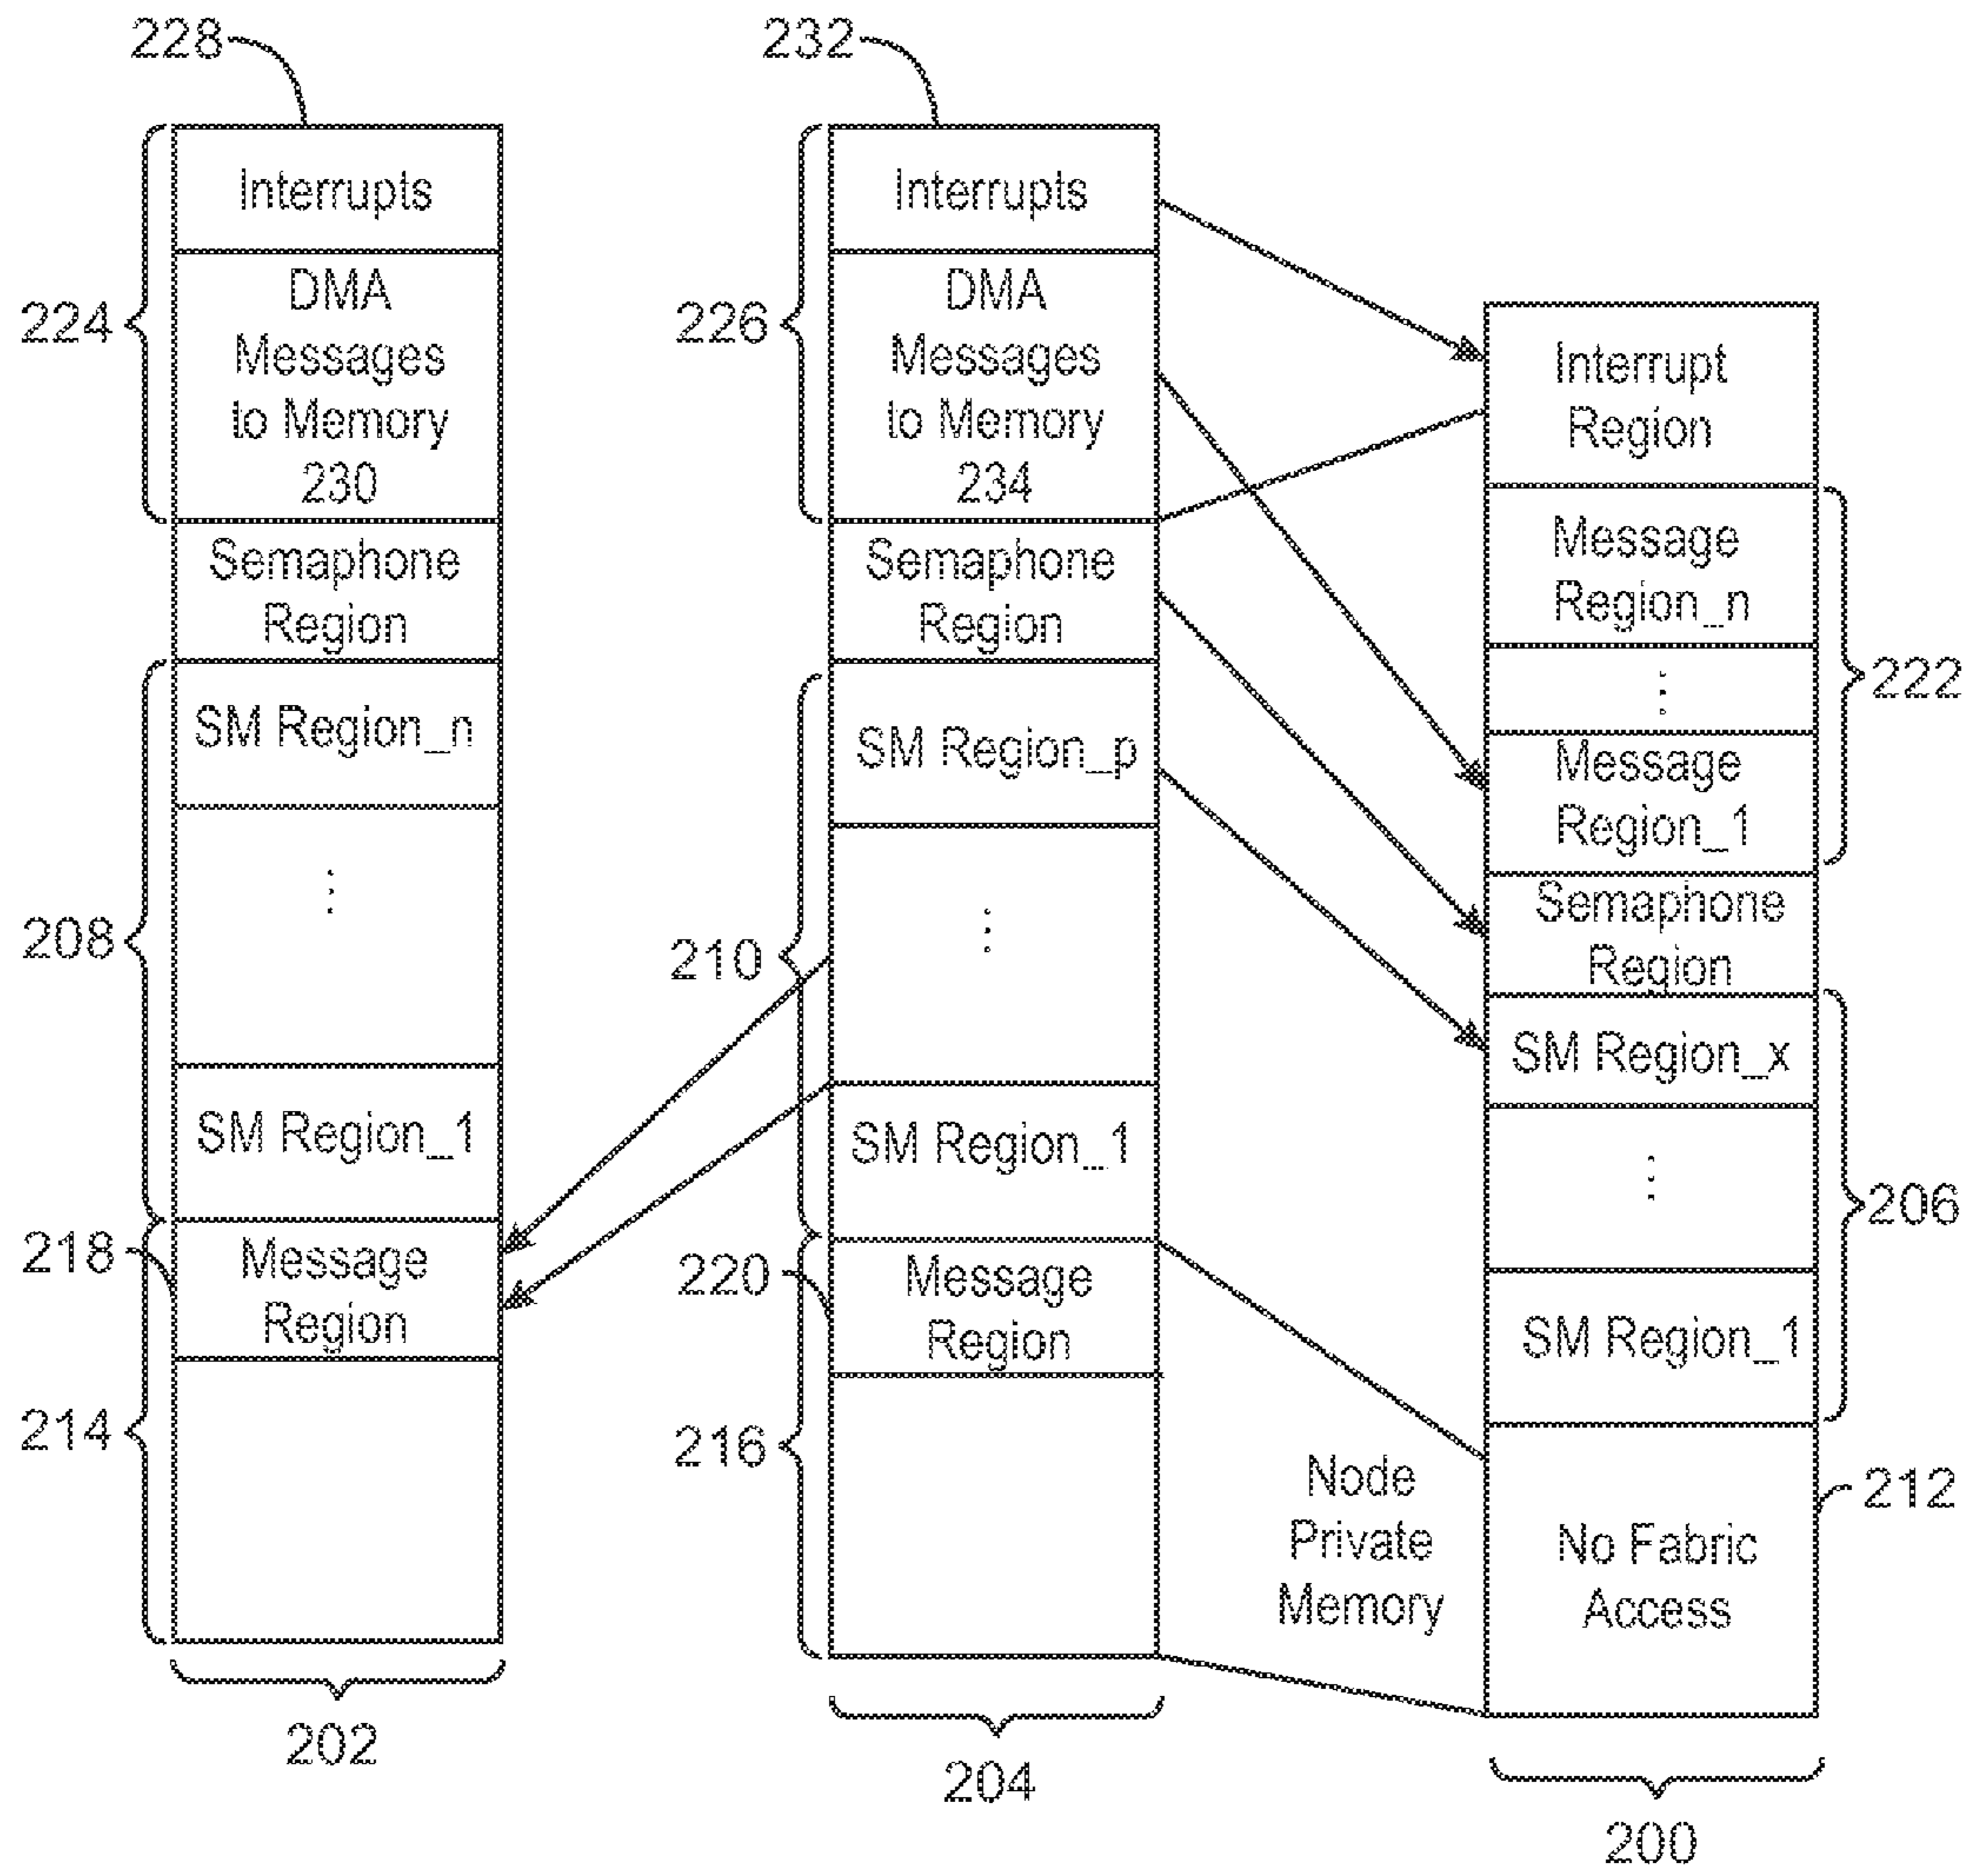 228
232
Interrupts
DMA
Messages
to Memory
230
224
Semaphone
Region
SM Region_n
⋮
208
SM Region_1
218
Message
Region
214
202
Interrupts
DMA
Messages
to Memory
234
226
Semaphone
Region
SM Region_p
⋮
210
SM Region_1
220
Message
Region
216
204
Node
Private
Memory
Interrupt
Region
Message
Region_n
⋮
222
Message
Region_1
Semaphone
Region
SM Region_x
⋮
206
SM Region_1
212
No Fabric
Access
200